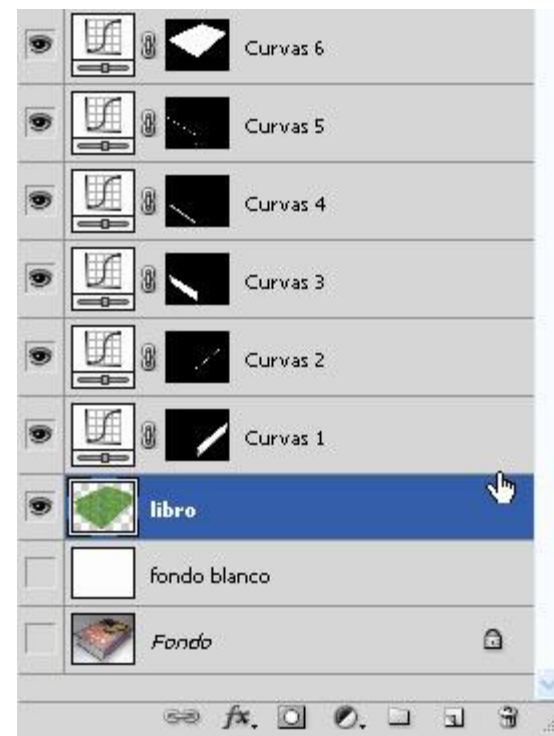 Curvas 6
Curvas 5
Curvas 4
Curvas 3
Curvas 2
Curvas 1
libro
fondo blanco
Fondo
fx.